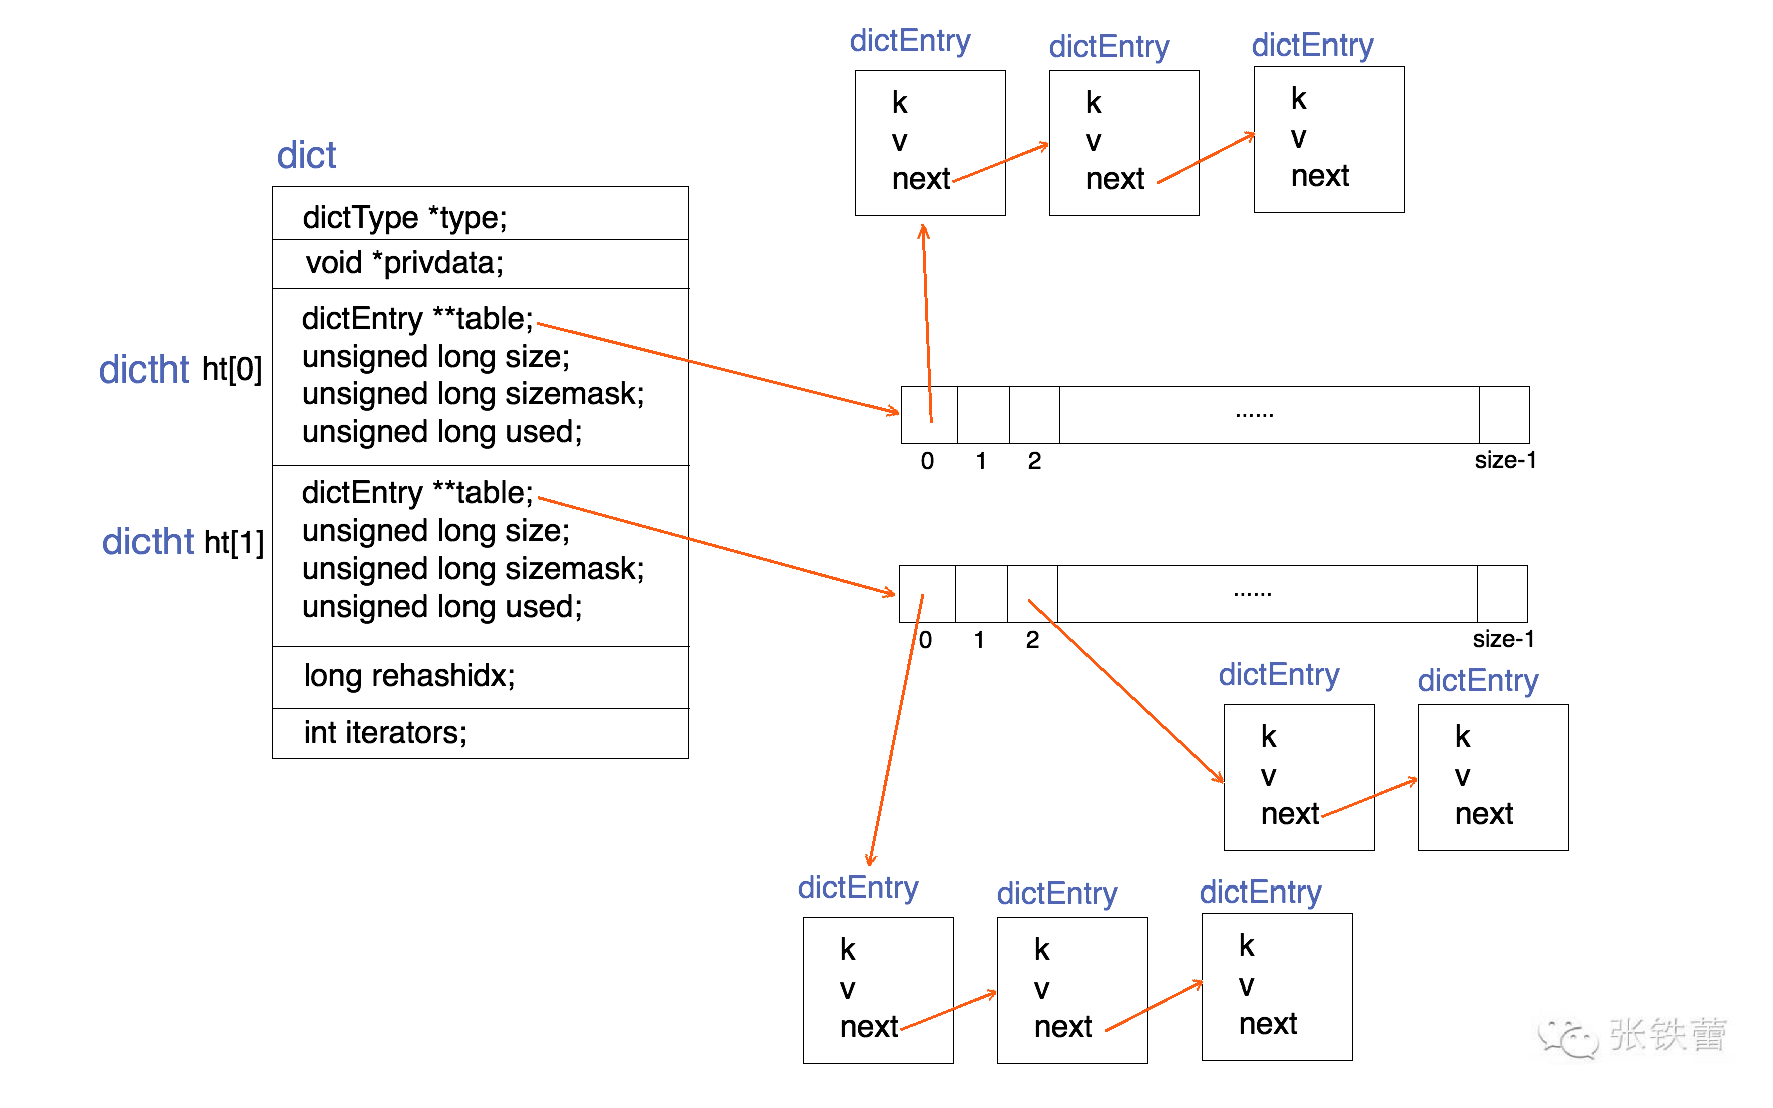 dict
dictType *type;
void *privdata;
dictht ht[0]
dictEntry **table;
unsigned long size;
unsigned long sizemask;
unsigned long used;
dictht ht[1]
dictEntry **table;
unsigned long size;
unsigned long sizemask;
unsigned long used;
long rehashidx;
int iterators;
dictEntry
k
v
next
dictEntry
k
v
next
dictEntry
k
v
next
......
0 1 2 size-1
......
0 1 2 size-1
dictEntry
k
v
next
dictEntry
k
v
next
dictEntry
k
v
next
dictEntry
k
v
next
dictEntry
k
v
next
张铁蕾